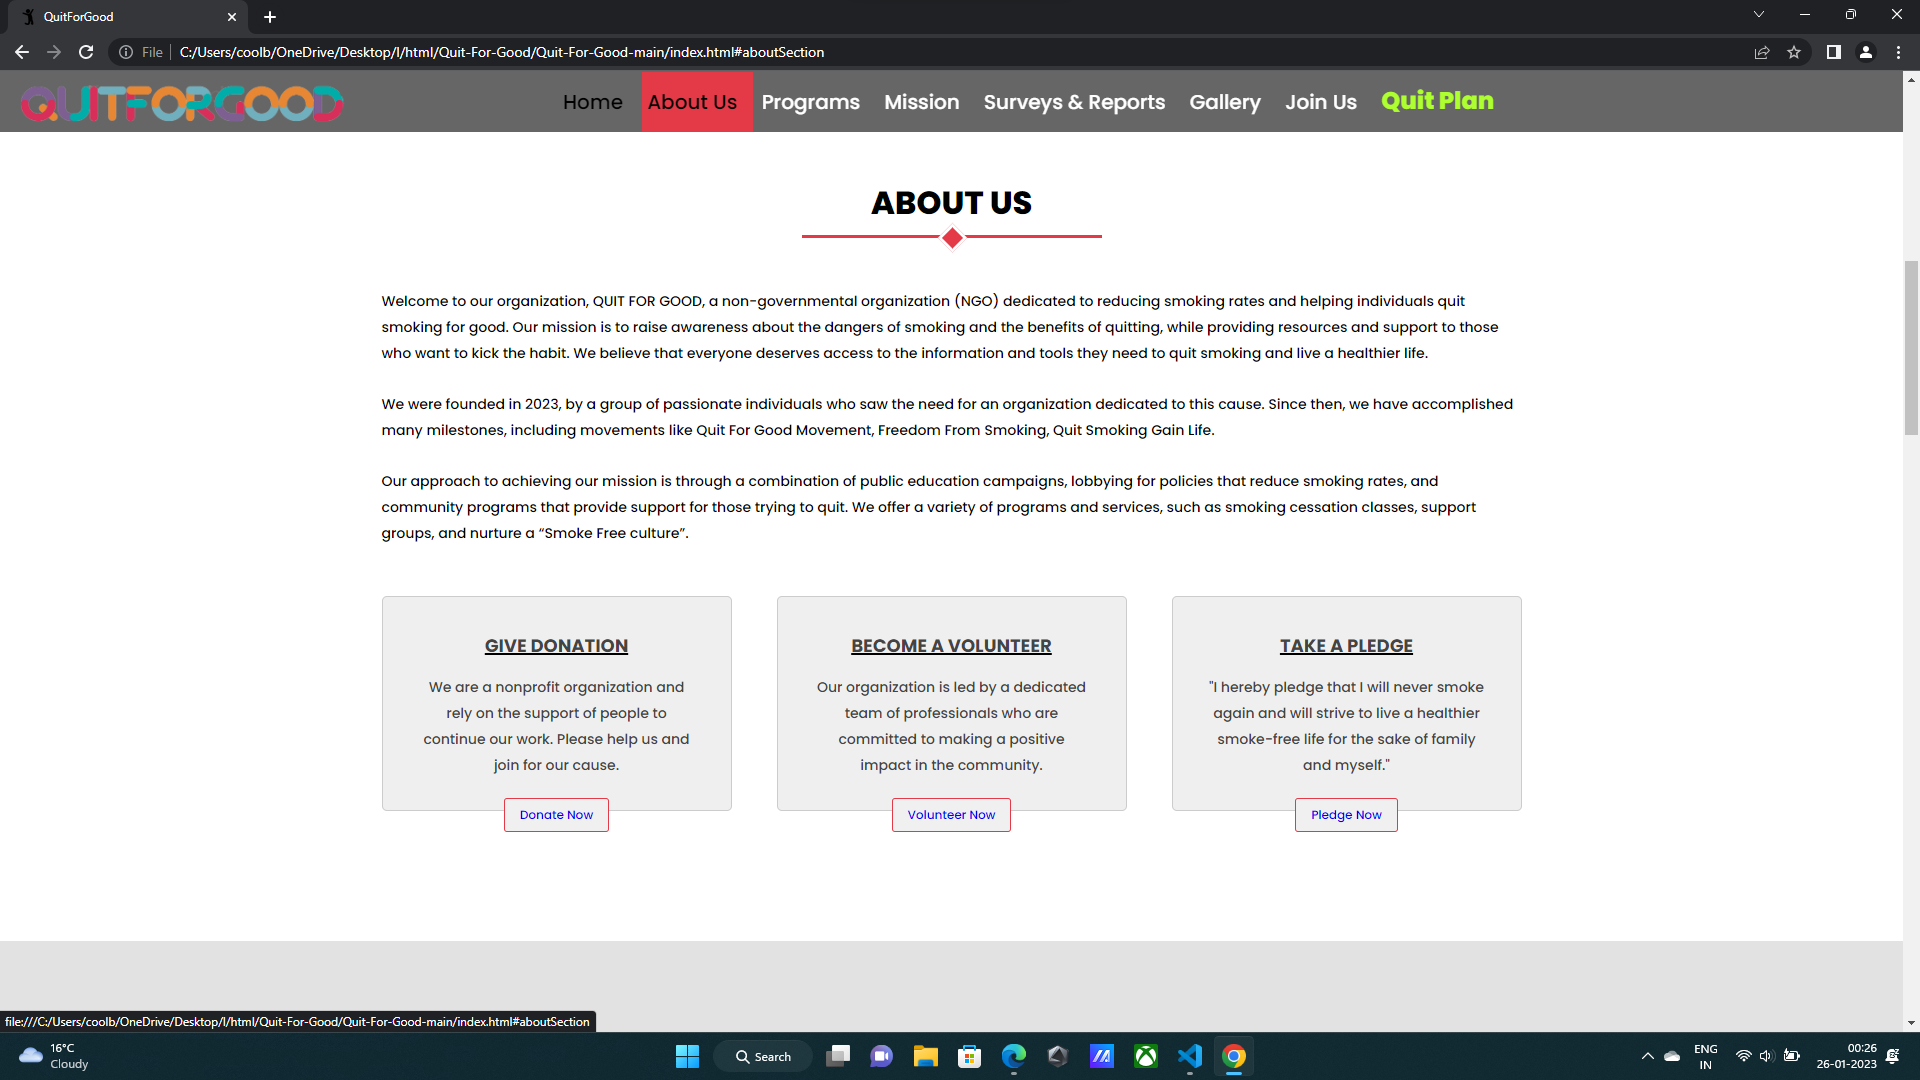 QuitForGood
File
C:/Users/coolb/OneDrive/Desktop/l/html/Quit-For-Good/Quit-For-Good-main/index.html#aboutSection
QUITFORGOOD
Home
About Us
Programs
Mission
Surveys & Reports
Gallery
Join Us
Quit Plan
ABOUT US
Welcome to our organization, QUIT FOR GOOD, a non-governmental organization (NGO) dedicated to reducing smoking rates and helping individuals quit
smoking for good. Our mission is to raise awareness about the dangers of smoking and the benefits of quitting, while providing resources and support to those
who want to kick the habit. We believe that everyone deserves access to the information and tools they need to quit smoking and live a healthier life.
We were founded in 2023, by a group of passionate individuals who saw the need for an organization dedicated to this cause. Since then, we have accomplished
many milestones, including movements like Quit For Good Movement, Freedom From Smoking, Quit Smoking Gain Life.
Our approach to achieving our mission is through a combination of public education campaigns, lobbying for policies that reduce smoking rates, and
community programs that provide support for those trying to quit. We offer a variety of programs and services, such as smoking cessation classes, support
groups, and nurture a “Smoke Free culture”.
GIVE DONATION
We are a nonprofit organization and
rely on the support of people to
continue our work. Please help us and
join for our cause.
Donate Now
BECOME A VOLUNTEER
Our organization is led by a dedicated
team of professionals who are
committed to making a positive
impact in the community.
Volunteer Now
TAKE A PLEDGE
"I hereby pledge that I will never smoke
again and will strive to live a healthier
smoke-free life for the sake of family
and myself."
Pledge Now
file:///C:/Users/coolb/OneDrive/Desktop/l/html/Quit-For-Good/Quit-For-Good-main/index.html#aboutSection
16°C
Cloudy
Search
ENG
IN
00:26
26-01-2023